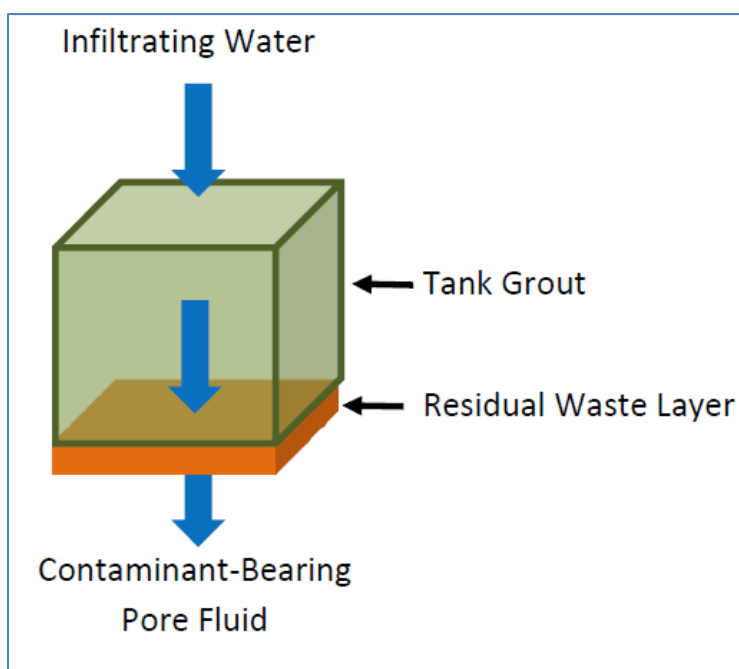 Infiltrating Water
Tank Grout
Residual Waste Layer
Contaminant-Bearing
Pore Fluid